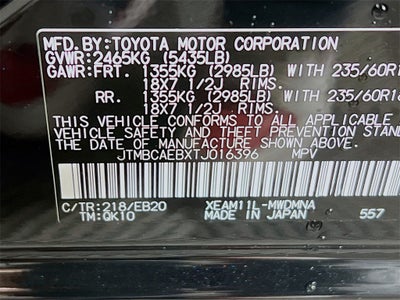 MFD. BY: TOYOTA MOTOR CORPORATION
GVWR: 2465KG (5435LB)
GAWR: FRT. 1355KG (2985LB) WITH 235/60R1
18X7 1/2J RIMS.
RR. 1355KG (2985LB) WITH 235/60R18
18X7 1/2J RIMS.
THIS VEHICLE CONFORMS TO ALL APPLICABLE
VEHICLE SAFETY AND THEFT PREVENTION STAND
THE DATE OF MANUFACTURE SHOWN ABOVE.
JTMBCAEBXTJ016396 MPV
C/TR: 218/EB20 XEAM11L-MWDMNA
TM: QK10 MADE IN JAPAN 557